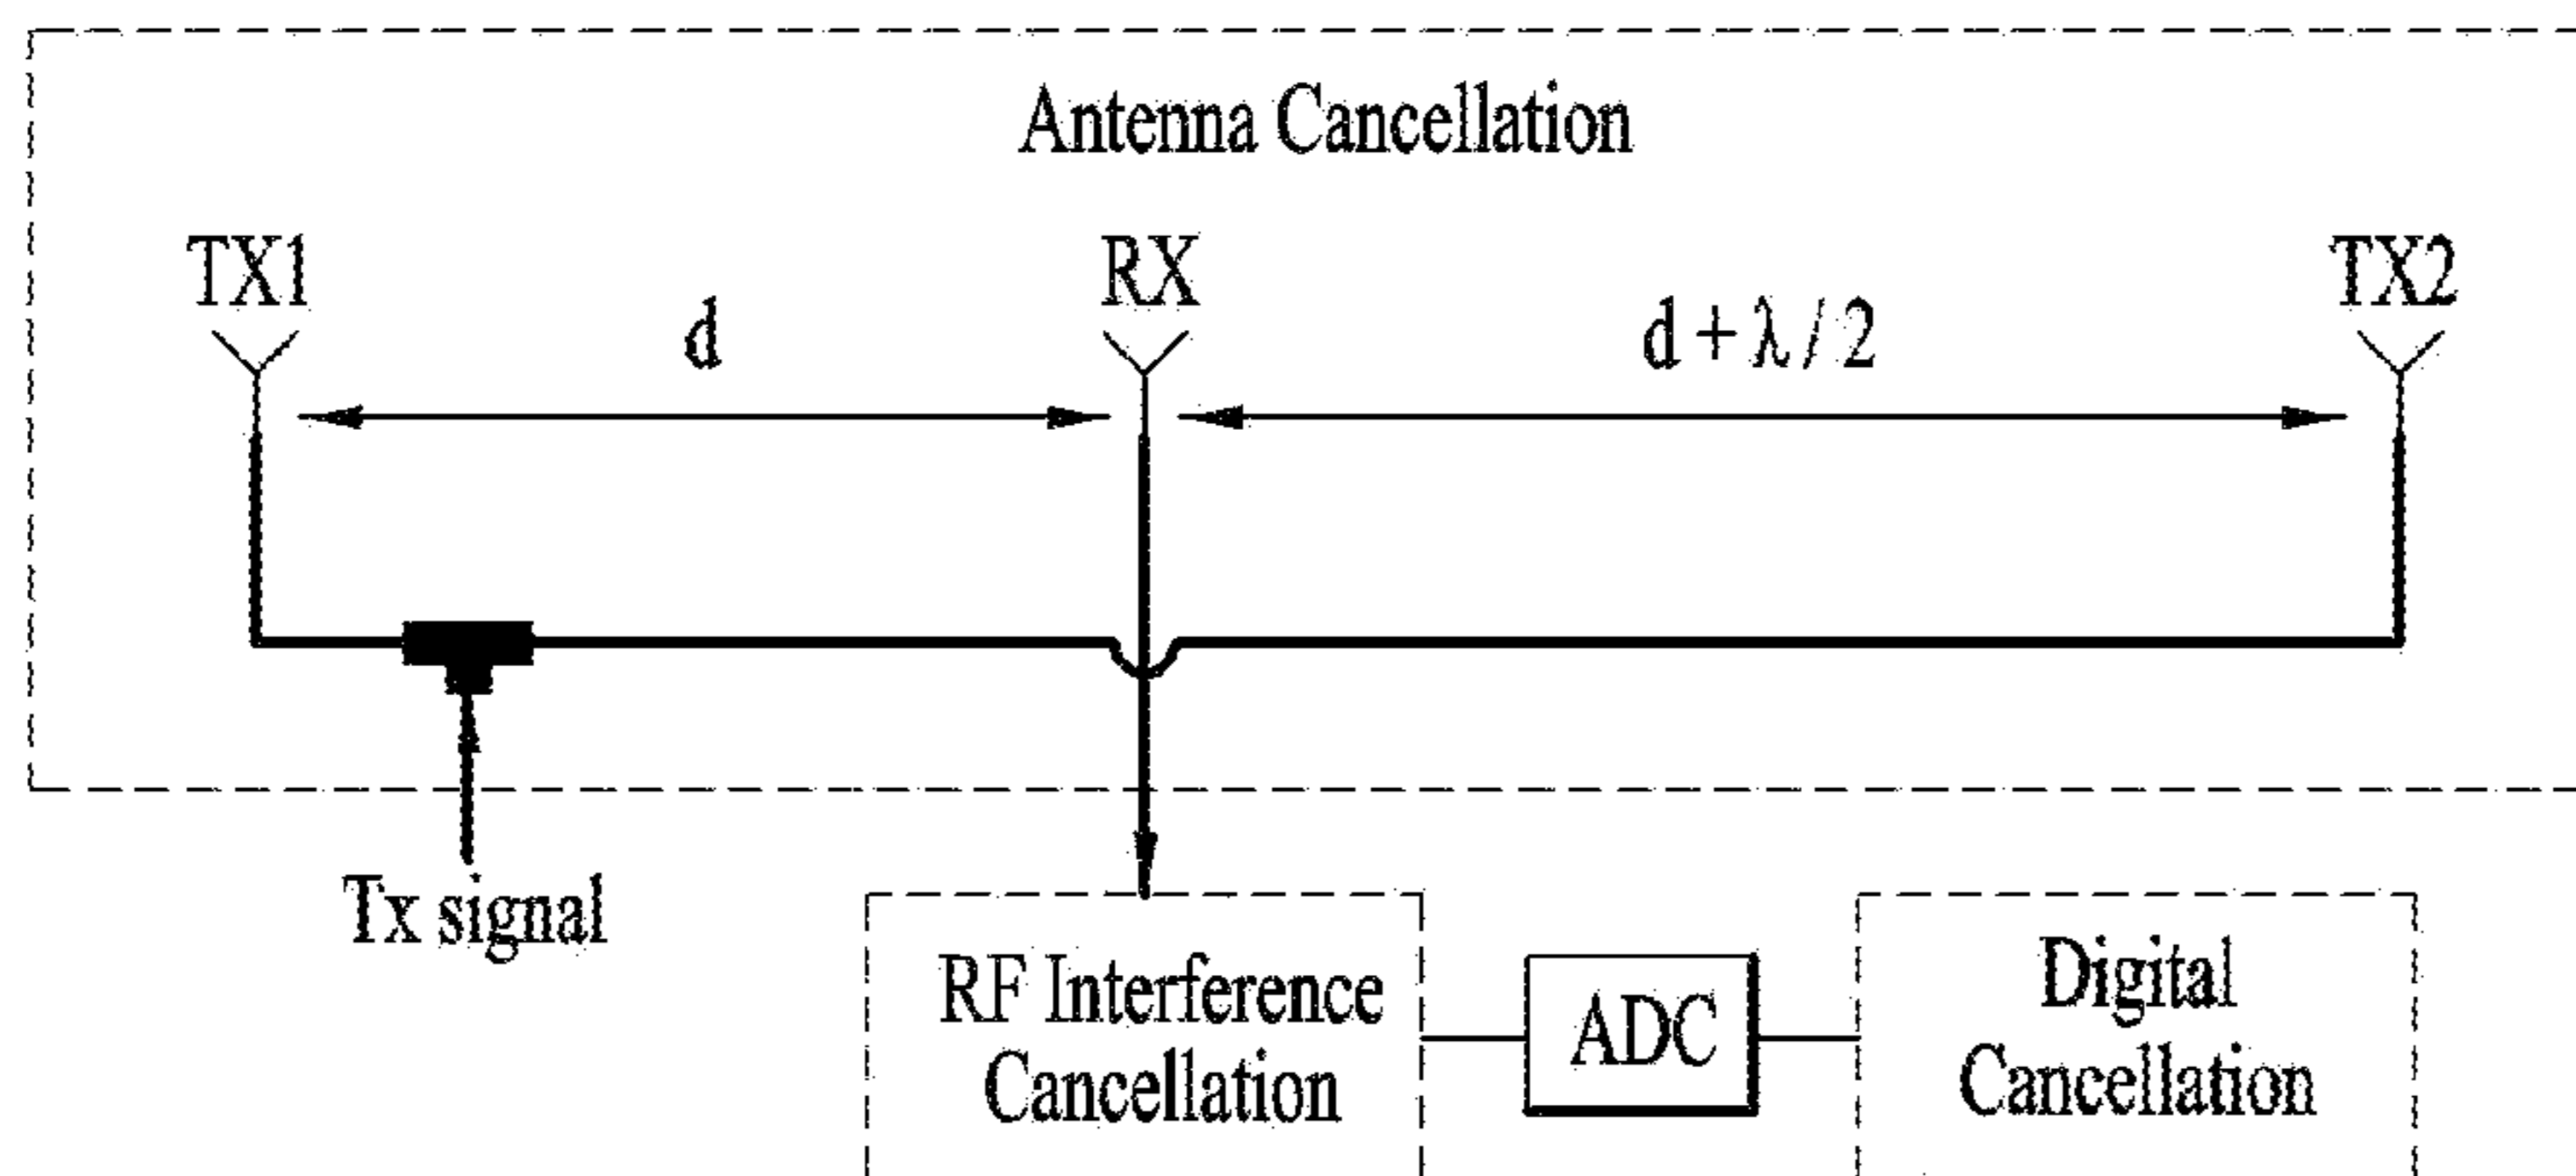 Antenna Cancellation
TX1
RX
TX2
d
d + λ / 2
Tx signal
RF Interference
Cancellation
ADC
Digital
Cancellation